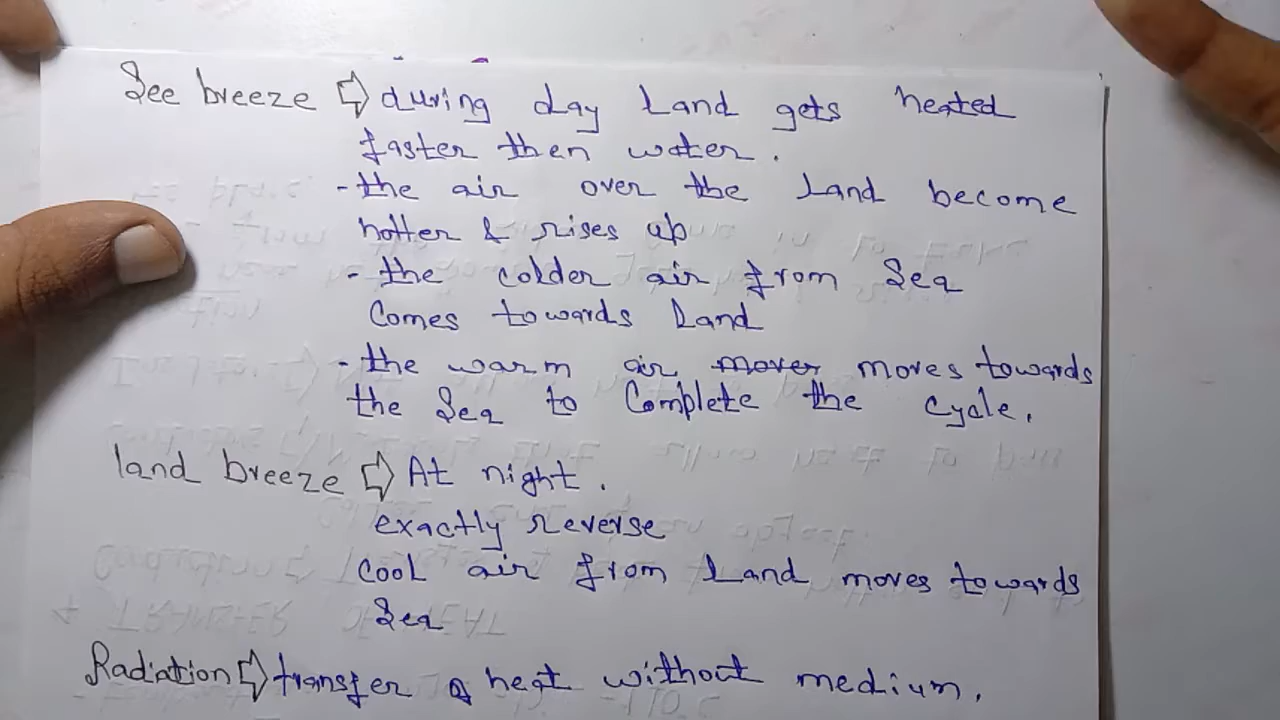 See breeze ⇨ during day Land gets heated
faster then water.
- the air over the Land become
hotter & rises up
- the colder air from Sea
Comes towards Land
- the warm air mover moves towards
the Sea to Complete the cycle.
land breeze ⇨ At night.
exactly reverse
cool air from Land moves towards
Sea
Radiation ⇨ transfer of heat without medium.